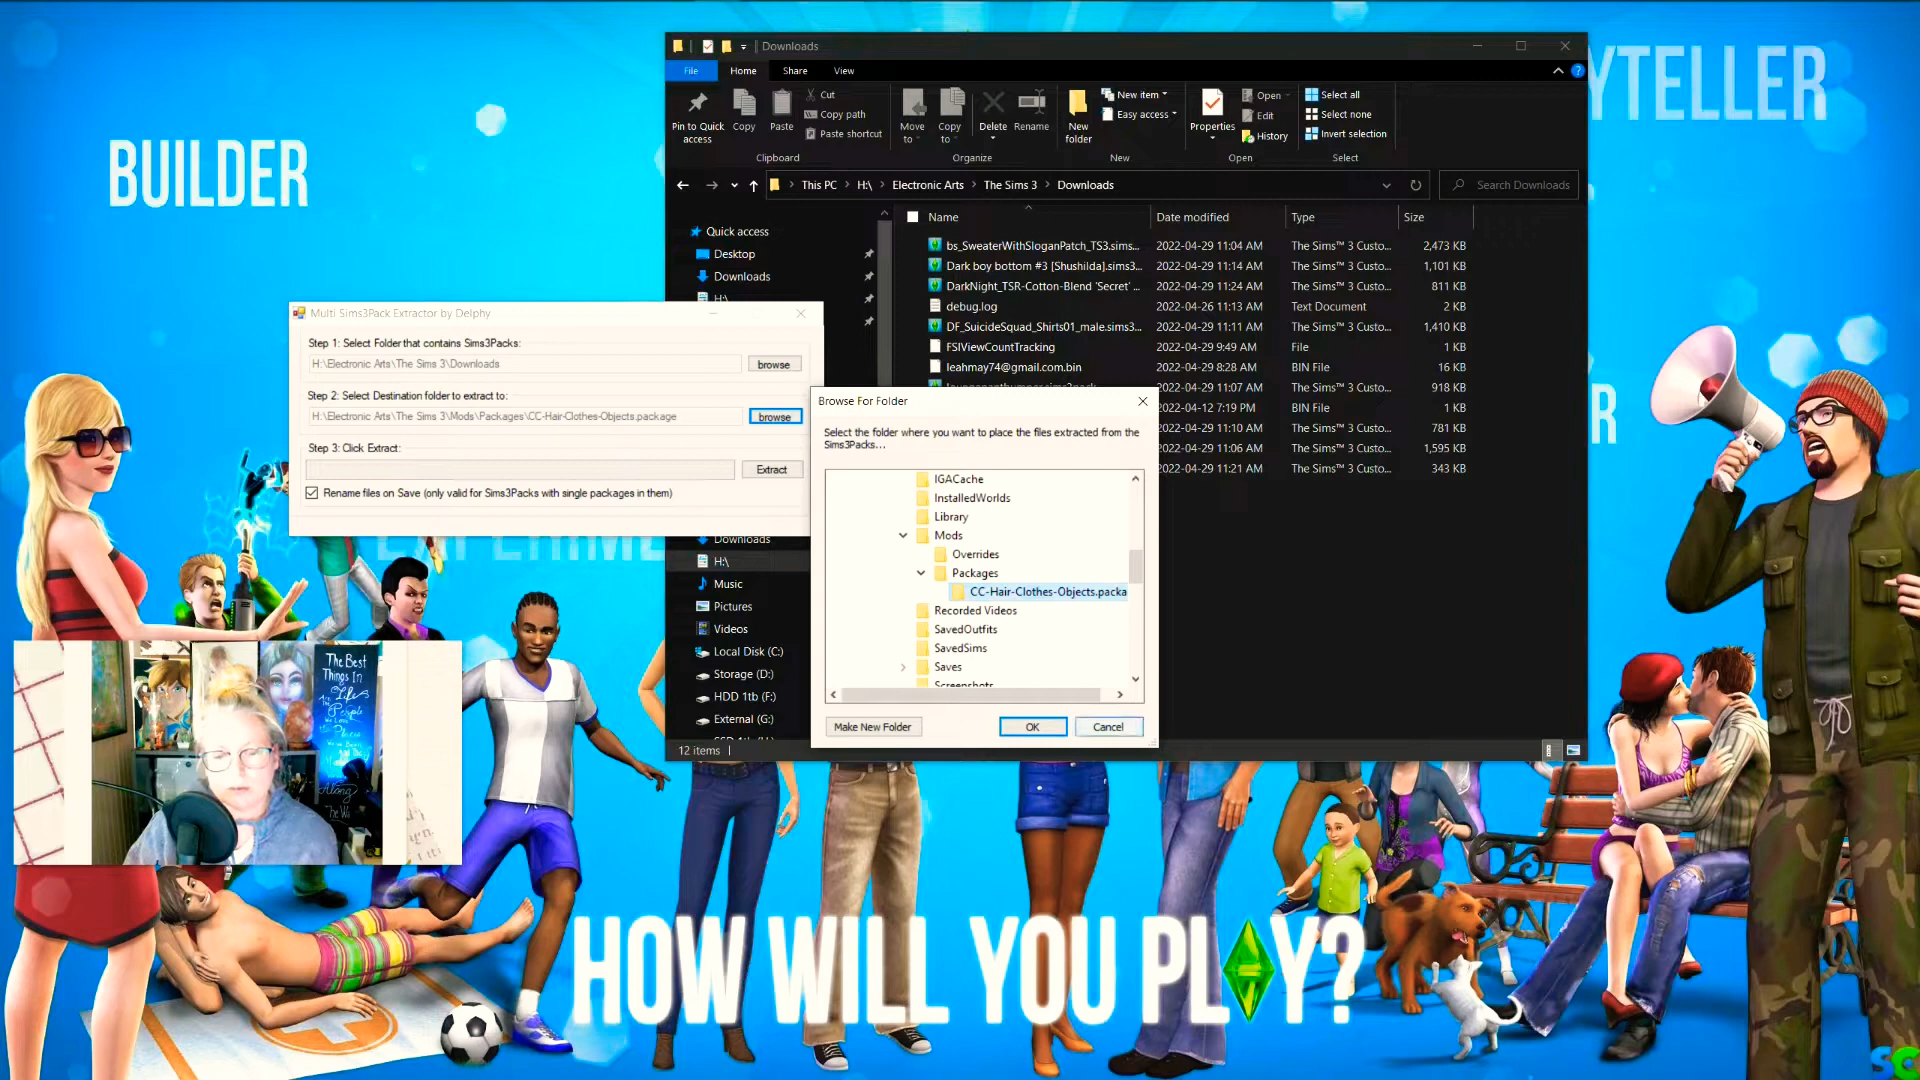 BUILDER
YTELLER
Downloads
File
Home
Share
View
Pin to Quick access
Copy
Paste
Cut
Copy path
Paste shortcut
Clipboard
Move to
Copy to
Delete
Rename
Organize
New folder
New item
Easy access
New
Properties
Open
Edit
History
Open
Select all
Select none
Invert selection
Select
This PC > H:\ > Electronic Arts > The Sims 3 > Downloads
Search Downloads
Quick access
Desktop
Downloads
H:\
Name Date modified Type Size
bs_SweaterWithSloganPatch_TS3.sims... 2022-04-29 11:04 AM The Sims™ 3 Custo... 2,473 KB
Dark boy bottom #3 [Shushilda].sims3... 2022-04-29 11:14 AM The Sims™ 3 Custo... 1,101 KB
DarkNight_TSR-Cotton-Blend 'Secret' ... 2022-04-29 11:24 AM The Sims™ 3 Custo... 811 KB
debug.log 2022-04-26 11:13 AM Text Document 2 KB
DF_SuicideSquad_Shirts01_male.sims3... 2022-04-29 11:11 AM The Sims™ 3 Custo... 1,410 KB
FSIViewCountTracking 2022-04-29 9:49 AM File 1 KB
leahmay74@gmail.com.bin 2022-04-29 8:28 AM BIN File 16 KB
2022-04-29 11:07 AM The Sims™ 3 Custo... 918 KB
2022-04-12 7:19 PM BIN File 1 KB
2022-04-29 11:10 AM The Sims™ 3 Custo... 781 KB
2022-04-29 11:06 AM The Sims™ 3 Custo... 1,595 KB
2022-04-29 11:21 AM The Sims™ 3 Custo... 343 KB
Multi Sims3Pack Extractor by Delphy
Step 1: Select Folder that contains Sims3Packs:
H:\Electronic Arts\The Sims 3\Downloads
browse
Step 2: Select Destination folder to extract to:
H:\Electronic Arts\The Sims 3\Mods\Packages\CC-Hair-Clothes-Objects.package
browse
Step 3: Click Extract:
Extract
Rename files on Save (only valid for Sims3Packs with single packages in them)
Browse For Folder
Select the folder where you want to place the files extracted from the
Sims3Packs...
IGACache
InstalledWorlds
Library
Mods
Overrides
Packages
CC-Hair-Clothes-Objects.packa
Recorded Videos
SavedOutfits
SavedSims
Saves
Screenshots
Make New Folder
OK
Cancel
Downloads
H:\
Music
Pictures
Videos
Local Disk (C:)
Storage (D:)
HDD 1tb (F:)
External (G:)
12 items
The Best
Things In
Life
Are The
People
We
Place
Along
The
HOW WILL YOU PLAY?